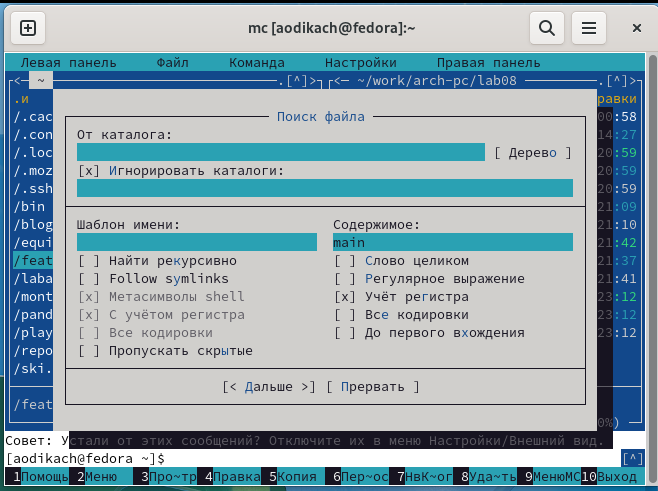 mc [aodikach@fedora]:~
Левая панель Файл Команда Настройки Правая панель
<— ~ .[^]> <— ~/work/arch-pc/lab08 .[^]>
.и равки
/.cac 00:58
/.con 14:27
/.loc 20:59
/.moz 20:59
/.ssh 20:59
/bin 21:09
/blog 21:10
/equi 21:42
/feat 21:37
/laba 21:41
/mont 23:12
/pand 23:12
/play 23:12
/repo
/ski.
/feat 0%)
Поиск файла
От каталога:
[ Дерево ]
[x] Игнорировать каталоги:
Шаблон имени: Содержимое:
main
[ ] Найти рекурсивно [ ] Слово целиком
[ ] Follow symlinks [ ] Регулярное выражение
[x] Метасимволы shell [x] Учёт регистра
[x] С учётом регистра [ ] Все кодировки
[ ] Все кодировки [ ] До первого вхождения
[ ] Пропускать скрытые
[< Дальше >] [ Прервать ]
Совет: Устали от этих сообщений? Отключите их в меню Настройки/Внешний вид.
[aodikach@fedora ~]$ [^]
1Помощь 2Меню 3Про~тр 4Правка 5Копия 6Пер~ос 7НвК~ог 8Уда~ть 9МенюMC 10Выход